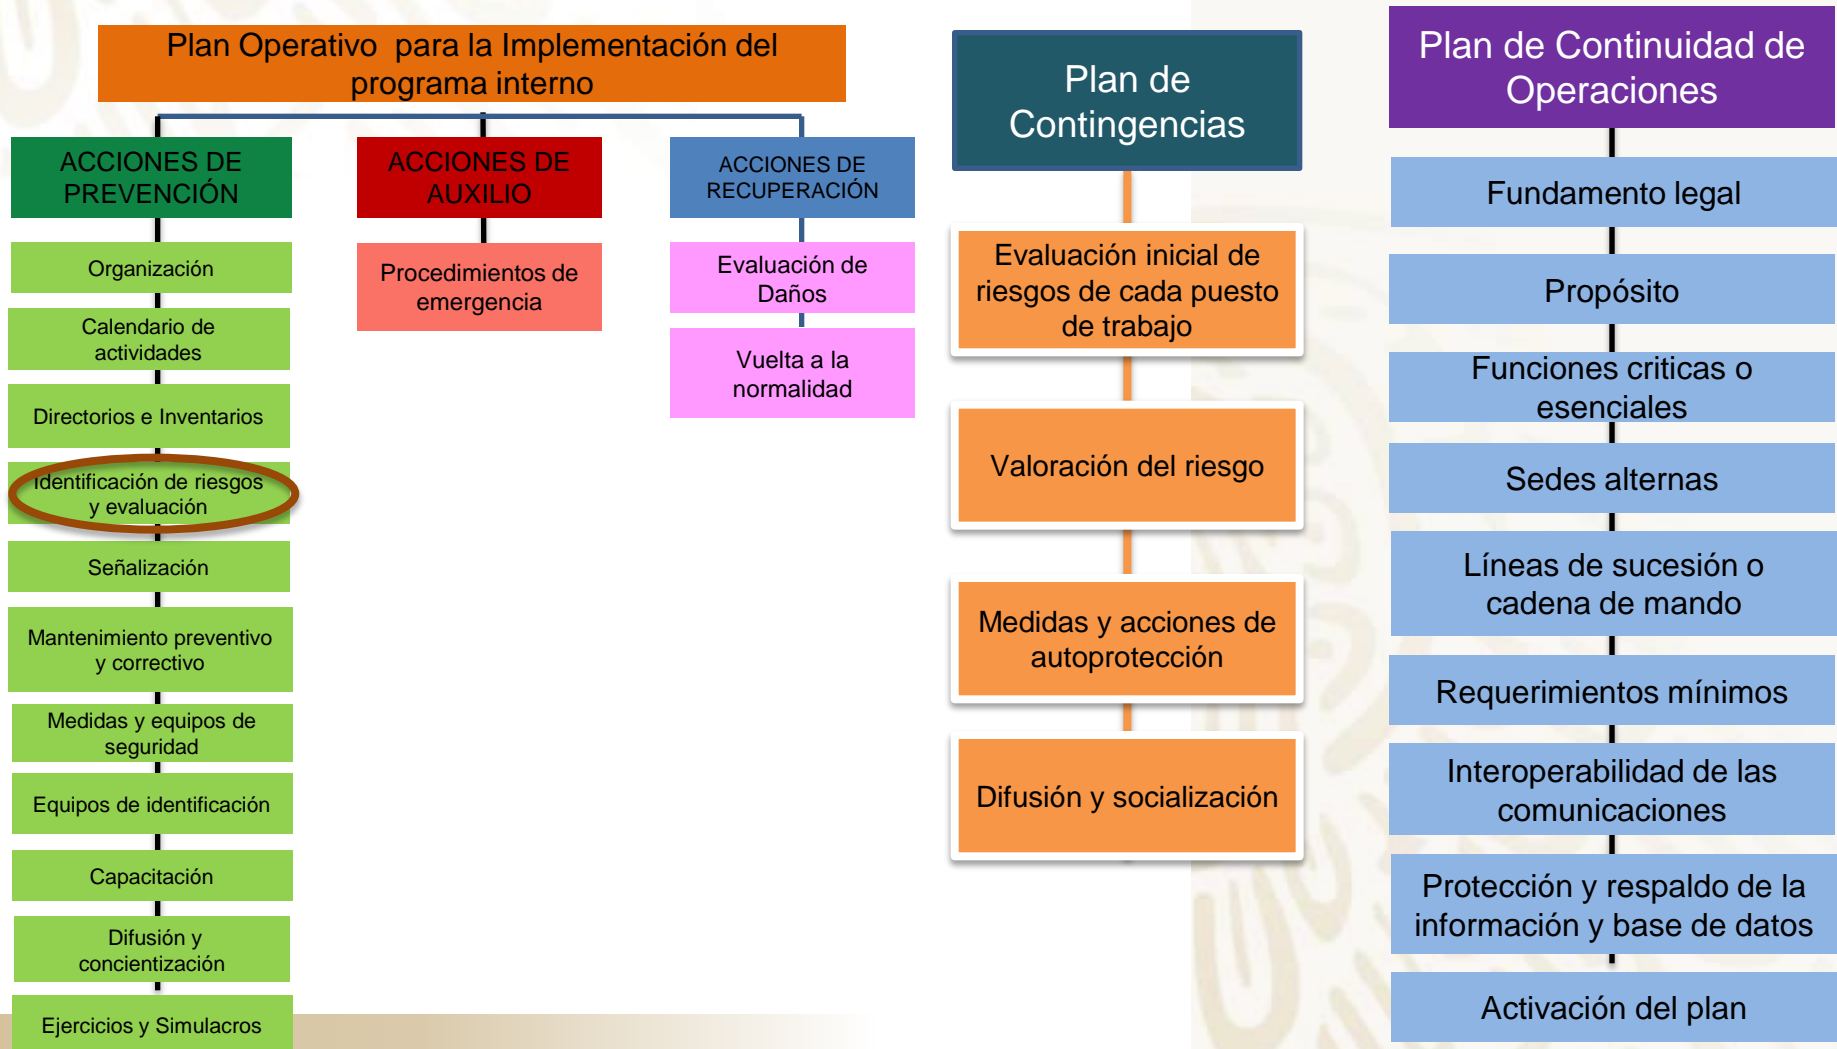 Plan Operativo para la Implementación del
programa interno
ACCIONES DE
PREVENCIÓN
Organización
Calendario de
actividades
Directorios e Inventarios
Identificación de riesgos
y evaluación
Señalización
Mantenimiento preventivo
y correctivo
Medidas y equipos de
seguridad
Equipos de identificación
Capacitación
Difusión y
concientización
Ejercicios y Simulacros
ACCIONES DE
AUXILIO
Procedimientos de
emergencia
ACCIONES DE
RECUPERACIÓN
Evaluación de
Daños
Vuelta a la
normalidad
Plan de
Contingencias
Evaluación inicial de
riesgos de cada puesto
de trabajo
Valoración del riesgo
Medidas y acciones de
autoprotección
Difusión y socialización
Plan de Continuidad de
Operaciones
Fundamento legal
Propósito
Funciones criticas o
esenciales
Sedes alternas
Líneas de sucesión o
cadena de mando
Requerimientos mínimos
Interoperabilidad de las
comunicaciones
Protección y respaldo de la
información y base de datos
Activación del plan